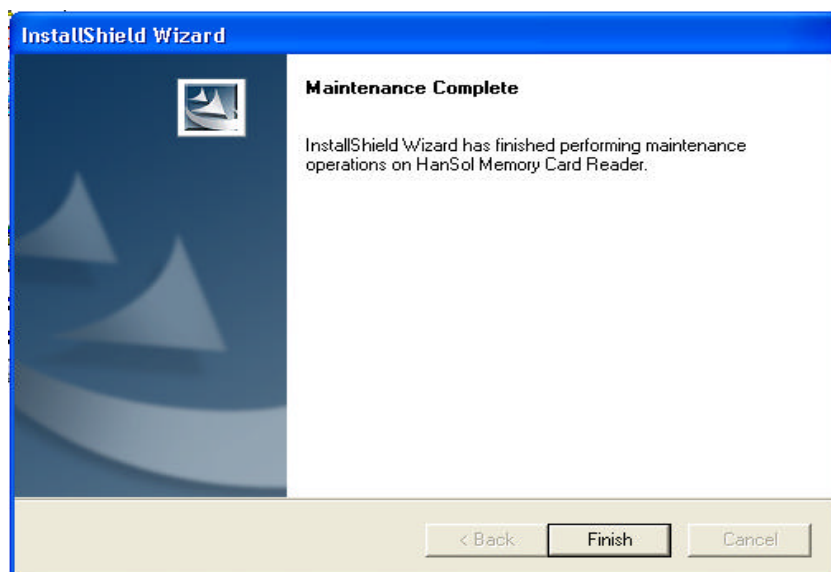 InstallShield Wizard
Maintenance Complete
InstallShield Wizard has finished performing maintenance
operations on HanSol Memory Card Reader.
< Back
Finish
Cancel